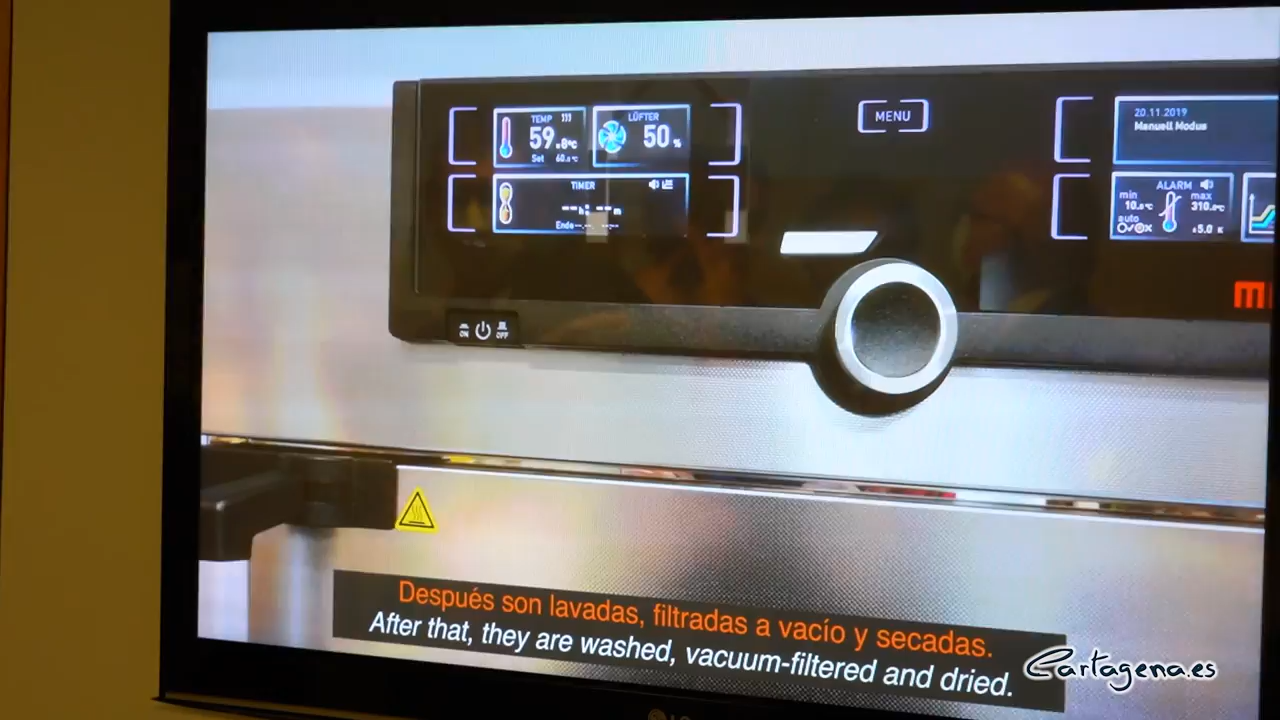 TEMP
59.8°C
Set 60.0°C
LÜFTER
50 %
MENU
20.11.2019
Manuell Modus
TIMER
--h: --m
Ende--.-- --:--
ALARM
min
10.0°C
max
310.0°C
auto
±5.0 K
ON
OFF
Después son lavadas, filtradas a vacío y secadas.
After that, they are washed, vacuum-filtered and dried.
Cartagena.es
LG